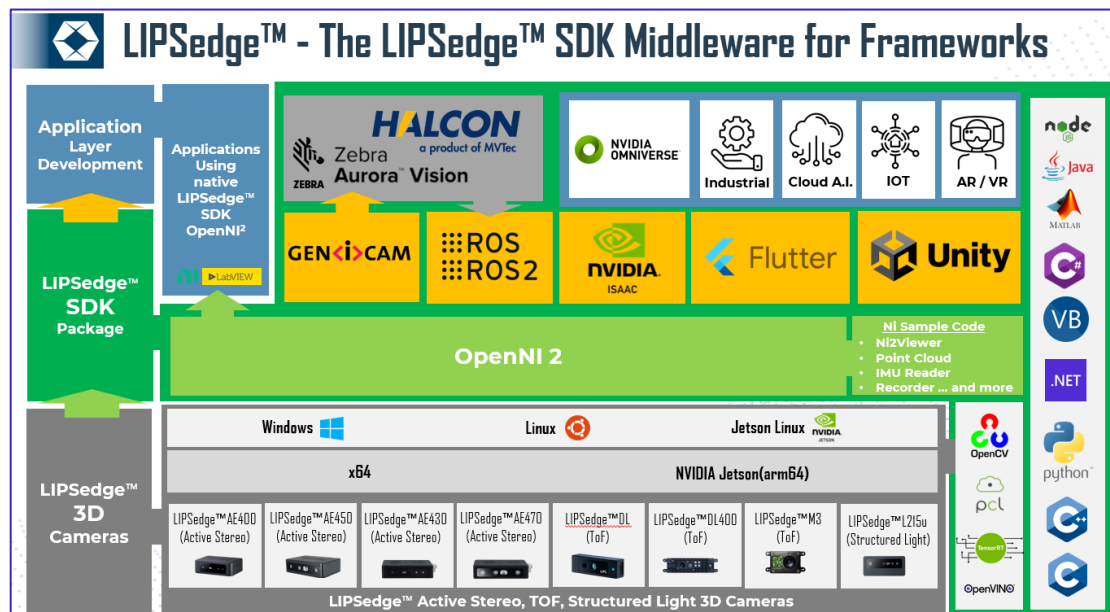 LIPSedge™ - The LIPSedge™ SDK Middleware for Frameworks
Application
Layer
Development
Applications
Using
native
LIPSedge™
SDK
OpenNI²
LabVIEW
HALCON
a product of MVTec
ZEBRA
Zebra
Aurora™ Vision
NVIDIA
OMNIVERSE™
Industrial
Cloud A.I.
IOT
AR / VR
LIPSedge™
SDK
Package
GEN<i>CAM
ROS
ROS2
NVIDIA.
ISAAC
Flutter
Unity
OpenNI 2
Ni Sample Code
• Ni2Viewer
• Point Cloud
• IMU Reader
• Recorder ... and more
LIPSedge™
3D
Cameras
Windows
Linux
Jetson Linux
NVIDIA
JETSON
x64
NVIDIA Jetson(arm64)
LIPSedge™AE400
(Active Stereo)
LIPSedge™AE450
(Active Stereo)
LIPSedge™AE430
(Active Stereo)
LIPSedge™AE470
(Active Stereo)
LIPSedge™DL
(ToF)
LIPSedge™DL400
(ToF)
LIPSedge™M3
(ToF)
LIPSedge™L215u
(Structured Light)
LIPSedge™ Active Stereo, TOF, Structured Light 3D Cameras
OpenCV
pcl
TensorRT
OpenVINO
node
JS
Java
MATLAB
C#
VB
.NET
python™
C++
C